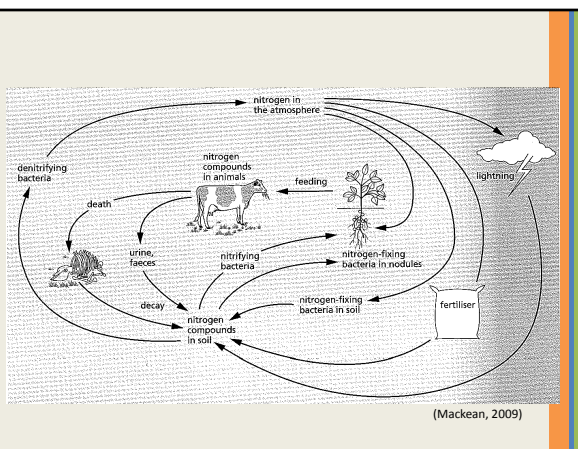 nitrogen in
the atmosphere
denitrifying
bacteria
nitrogen
compounds
in animals
feeding
lightning
death
urine,
faeces
nitrifying
bacteria
nitrogen-fixing
bacteria in nodules
decay
nitrogen-fixing
bacteria in soil
fertiliser
nitrogen
compounds
in soil
(Mackean, 2009)